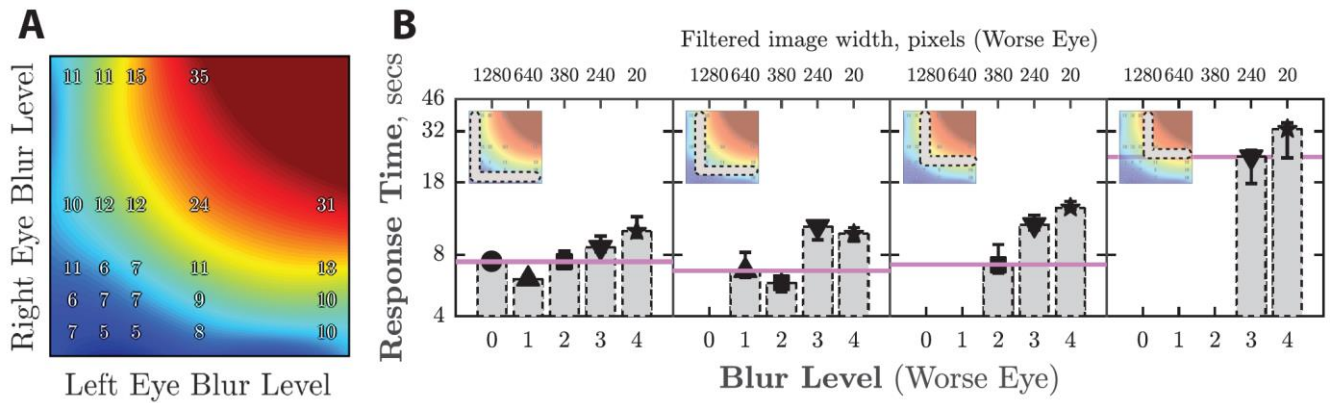 A
Right Eye Blur Level
11 11 15 35
10 12 12 24 31
11 6 7 11 13
6 7 7 9 10
7 5 5 8 10
Left Eye Blur Level
B
Filtered image width, pixels (Worse Eye)
1280 640 380 240 20 1280 640 380 240 20 1280 640 380 240 20 1280 640 380 240 20
Response Time, secs
46
32
18
8
4
0 1 2 3 4 0 1 2 3 4 0 1 2 3 4 0 1 2 3 4
Blur Level (Worse Eye)